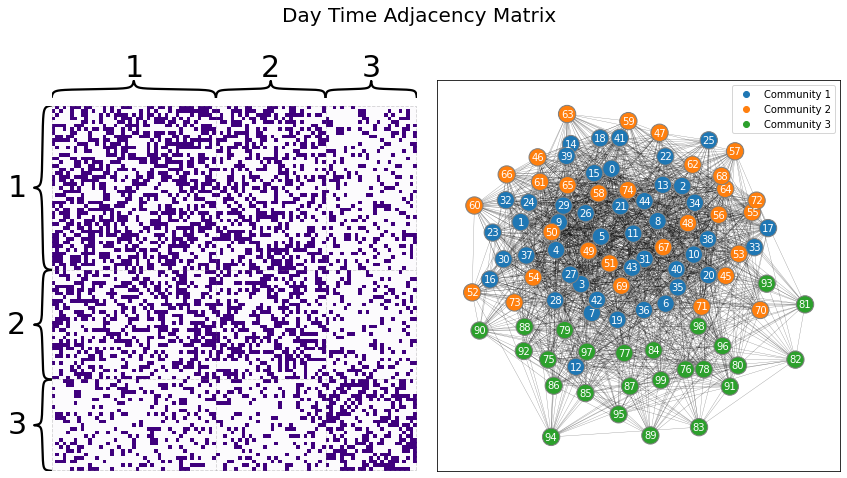 Day Time Adjacency Matrix
1 2 3
1
2
3
Community 1
Community 2
Community 3
63
59
47
18 41
14
25
57
46 39 22
62
15 0
66 68
61 65 13 2 64
58 74
32 24 44 34 72
60 29 21
26 56 55
1 9 8 48
17
23 50 5 11
38
33
67
37 4 49 10 53
30 51 31
43 40
16 54 27 20 45
93
3 69 35
52
73 28 42 6 71 81
7 36 70
19
90 88 79 98
92 97 77 84 96
75 82
12 76 78 80
86 87 99 91
85
95
94 89 83